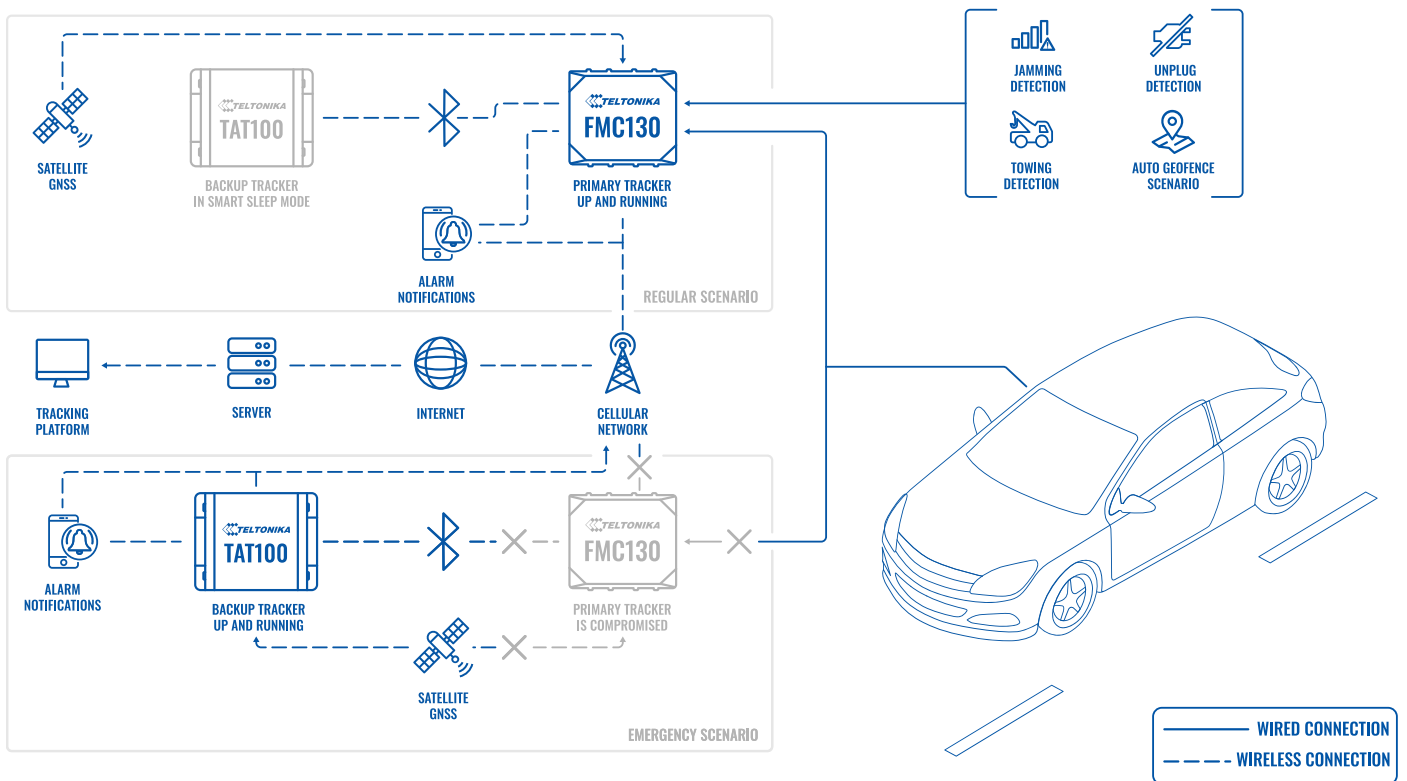 JAMMING
DETECTION
UNPLUG
DETECTION
TELTONIKA
TAT100
TELTONIKA
FMC130
SATELLITE
GNSS
BACKUP TRACKER
IN SMART SLEEP MODE
PRIMARY TRACKER
UP AND RUNNING
TOWING
DETECTION
AUTO GEOFENCE
SCENARIO
ALARM
NOTIFICATIONS
REGULAR SCENARIO
TRACKING
PLATFORM
SERVER
INTERNET
CELLULAR
NETWORK
TELTONIKA
TAT100
TELTONIKA
FMC130
ALARM
NOTIFICATIONS
BACKUP TRACKER
UP AND RUNNING
PRIMARY TRACKER
IS COMPROMISED
SATELLITE
GNSS
EMERGENCY SCENARIO
WIRED CONNECTION
WIRELESS CONNECTION